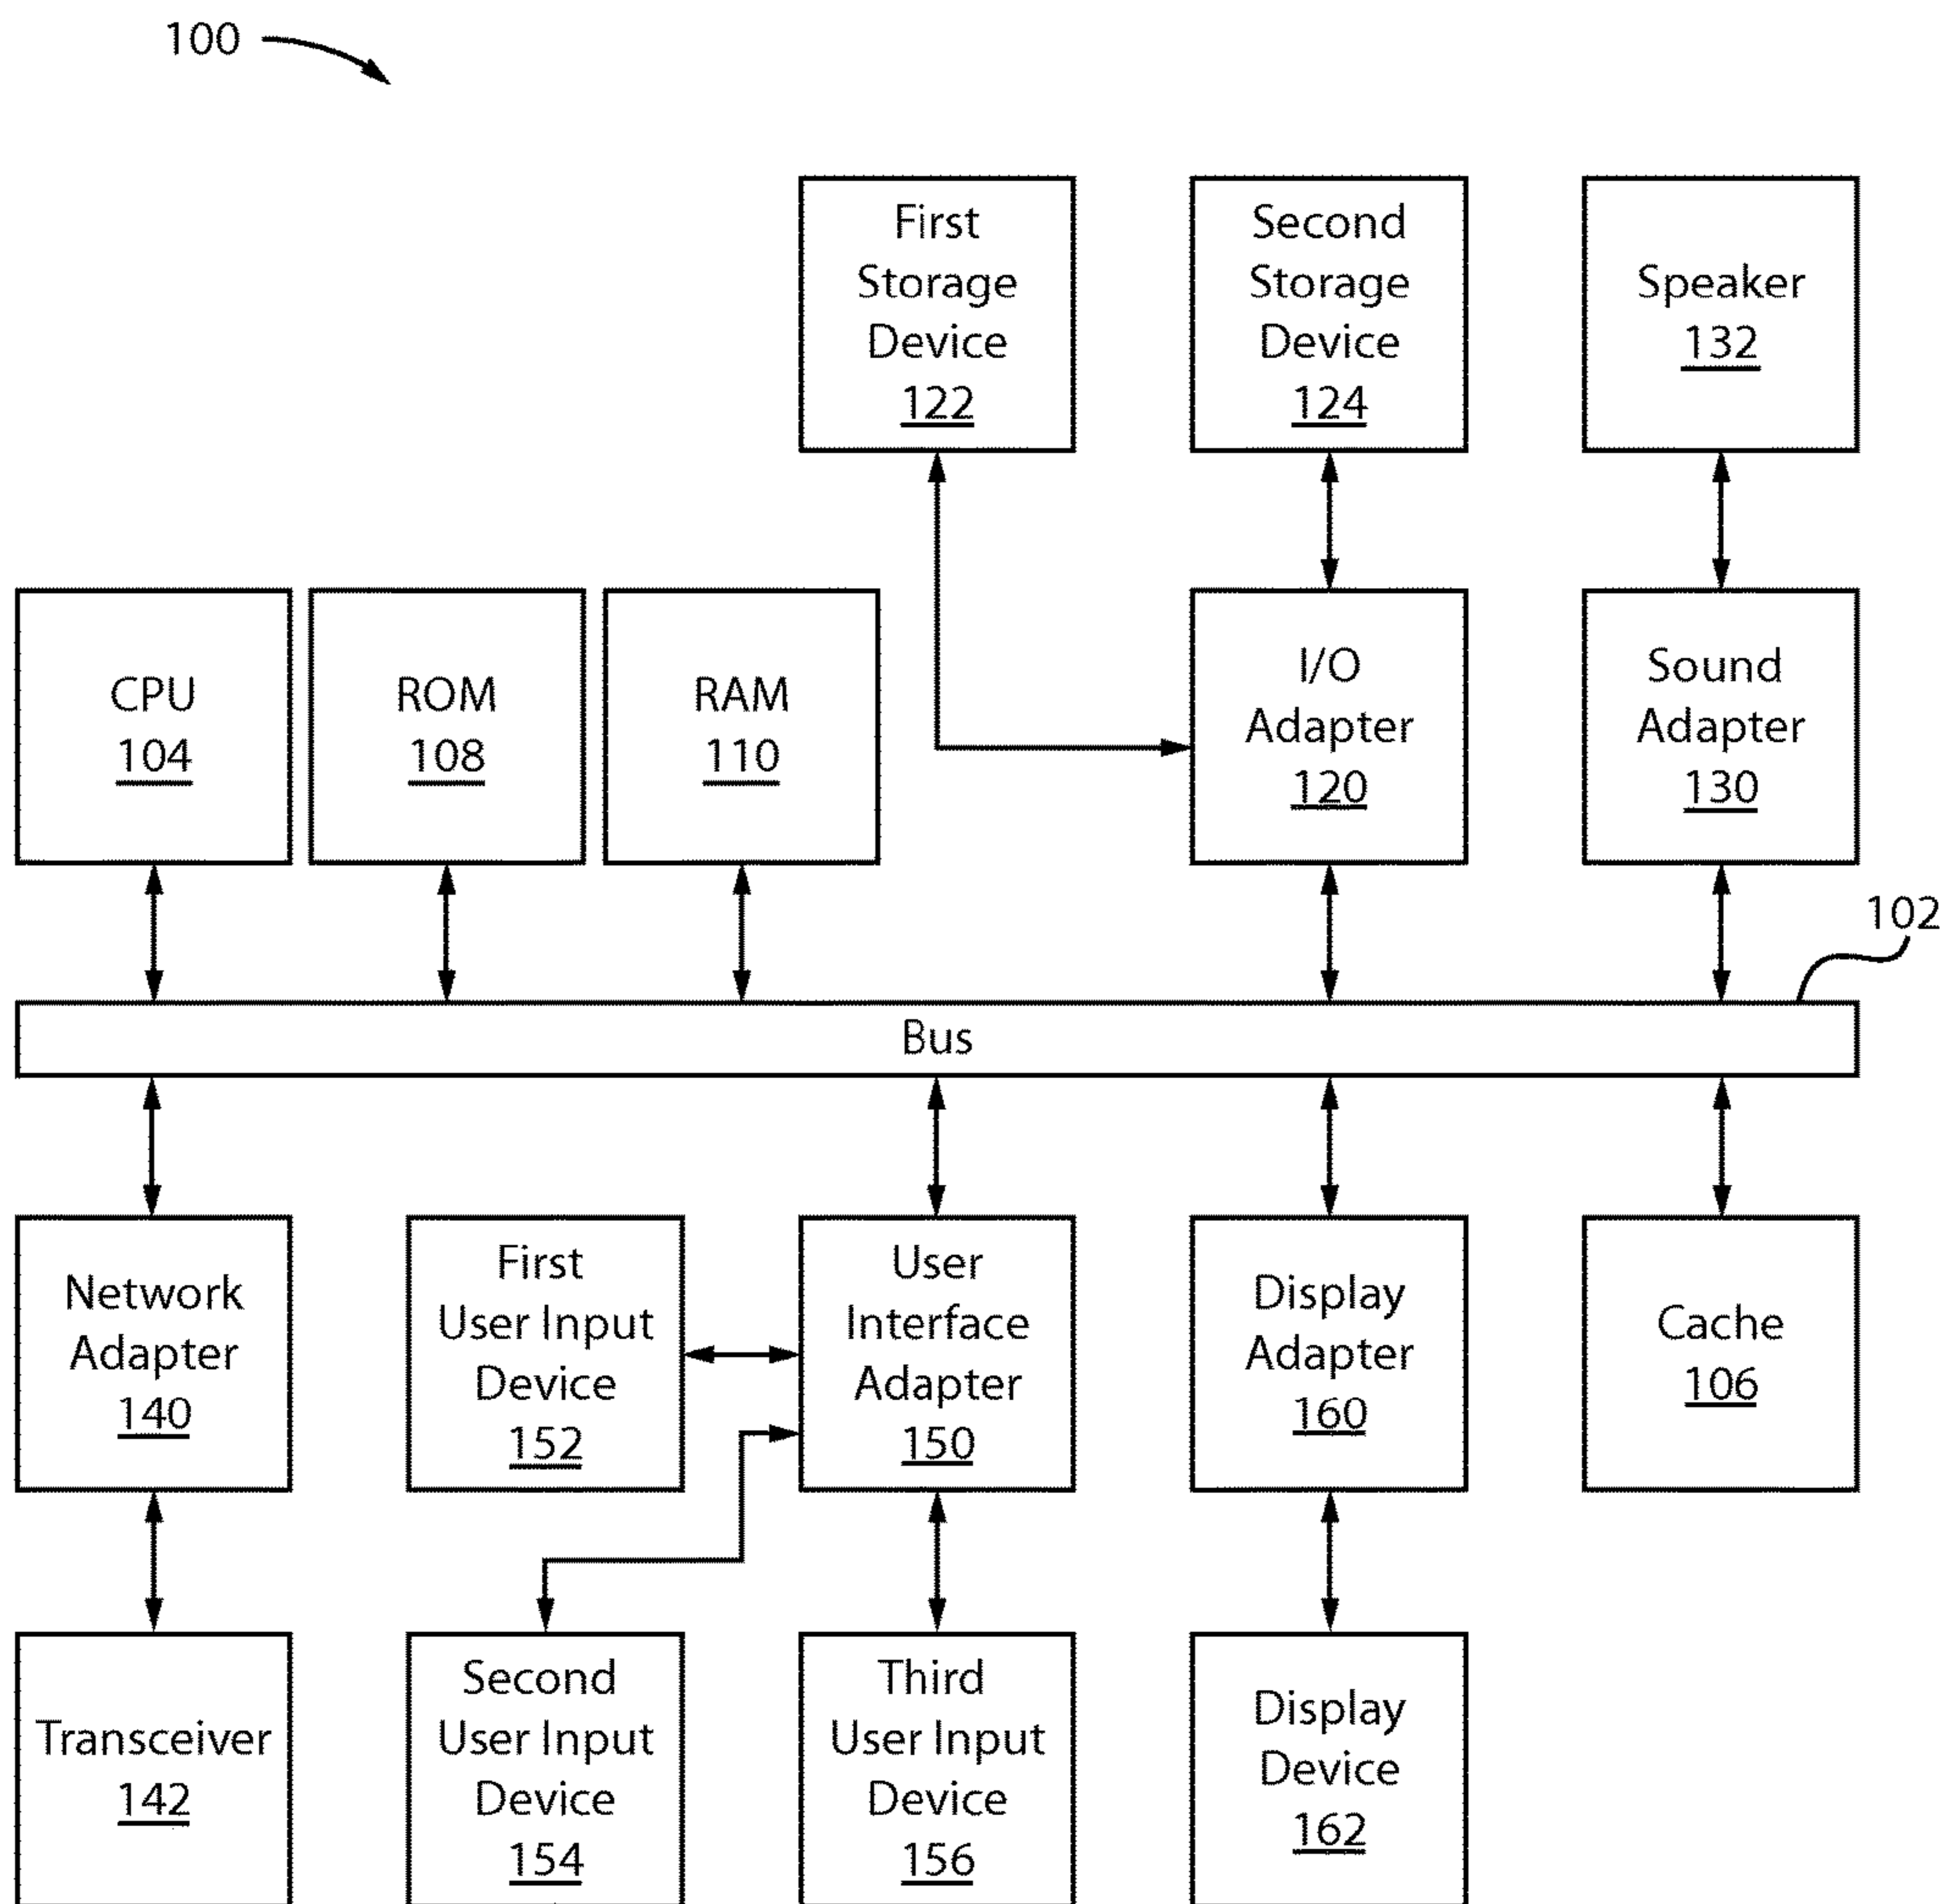 100
First
Storage
Device
122
Second
Storage
Device
124
Speaker
132
CPU
104
ROM
108
RAM
110
I/O
Adapter
120
Sound
Adapter
130
102
Bus
Network
Adapter
140
First
User Input
Device
152
User
Interface
Adapter
150
Display
Adapter
160
Cache
106
Transceiver
142
Second
User Input
Device
154
Third
User Input
Device
156
Display
Device
162